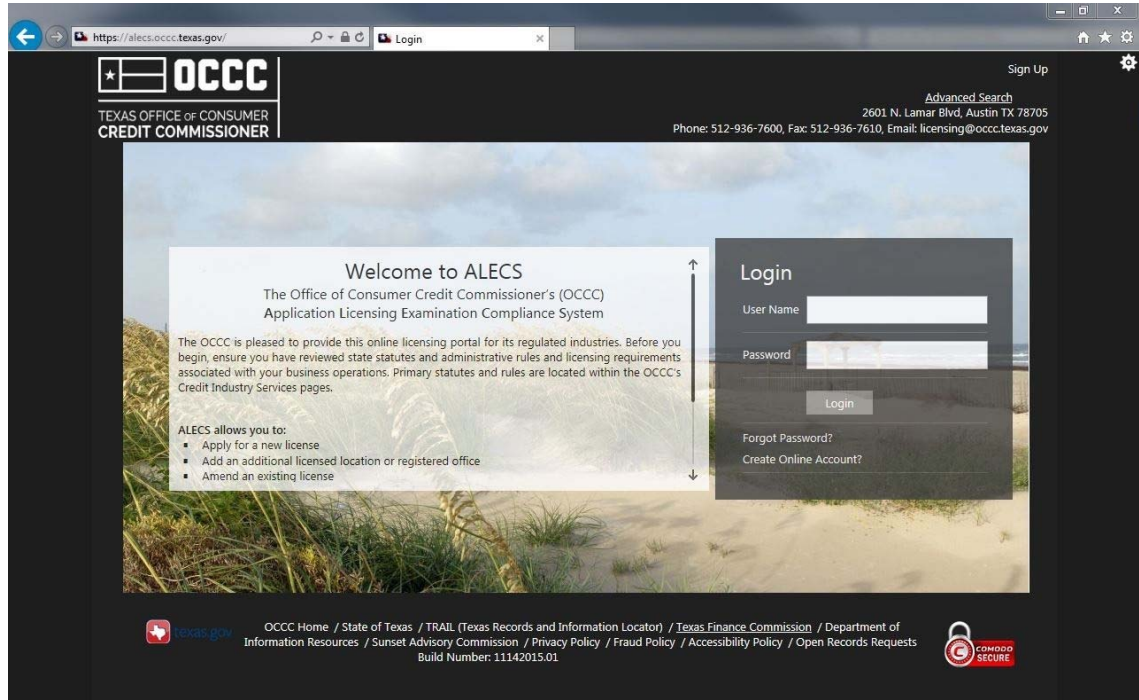 https://alecs.occc.texas.gov/
Login
OCCC
TEXAS OFFICE OF CONSUMER
CREDIT COMMISSIONER
Sign Up
Advanced Search
2601 N. Lamar Blvd, Austin TX 78705
Phone: 512-936-7600, Fax: 512-936-7610, Email: licensing@occc.texas.gov
Welcome to ALECS
The Office of Consumer Credit Commissioner's (OCCC)
Application Licensing Examination Compliance System
The OCCC is pleased to provide this online licensing portal for its regulated industries. Before you
begin, ensure you have reviewed state statutes and administrative rules and licensing requirements
associated with your business operations. Primary statutes and rules are located within the OCCC's
Credit Industry Services pages.
ALECS allows you to:
▪ Apply for a new license
▪ Add an additional licensed location or registered office
▪ Amend an existing license
Login
User Name
Password
Login
Forgot Password?
Create Online Account?
texas.gov
OCCC Home / State of Texas / TRAIL (Texas Records and Information Locator) / Texas Finance Commission / Department of
Information Resources / Sunset Advisory Commission / Privacy Policy / Fraud Policy / Accessibility Policy / Open Records Requests
Build Number: 11142015.01
COMODO
SECURE